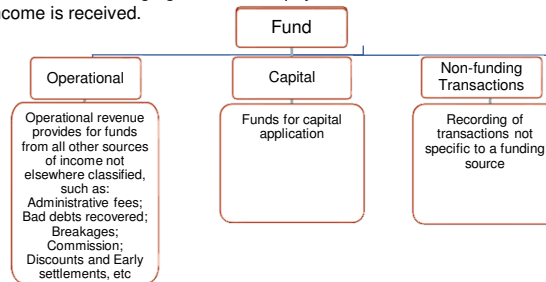 income is received.
Fund
Operational
Capital
Non-funding
Transactions
Operational revenue
provides for funds
from all other sources
of income not
elsewhere classified,
such as:
Administrative fees;
Bad debts recovered;
Breakages;
Commission;
Discounts and Early
settlements, etc
Funds for capital
application
Recording of
transactions not
specific to a funding
source